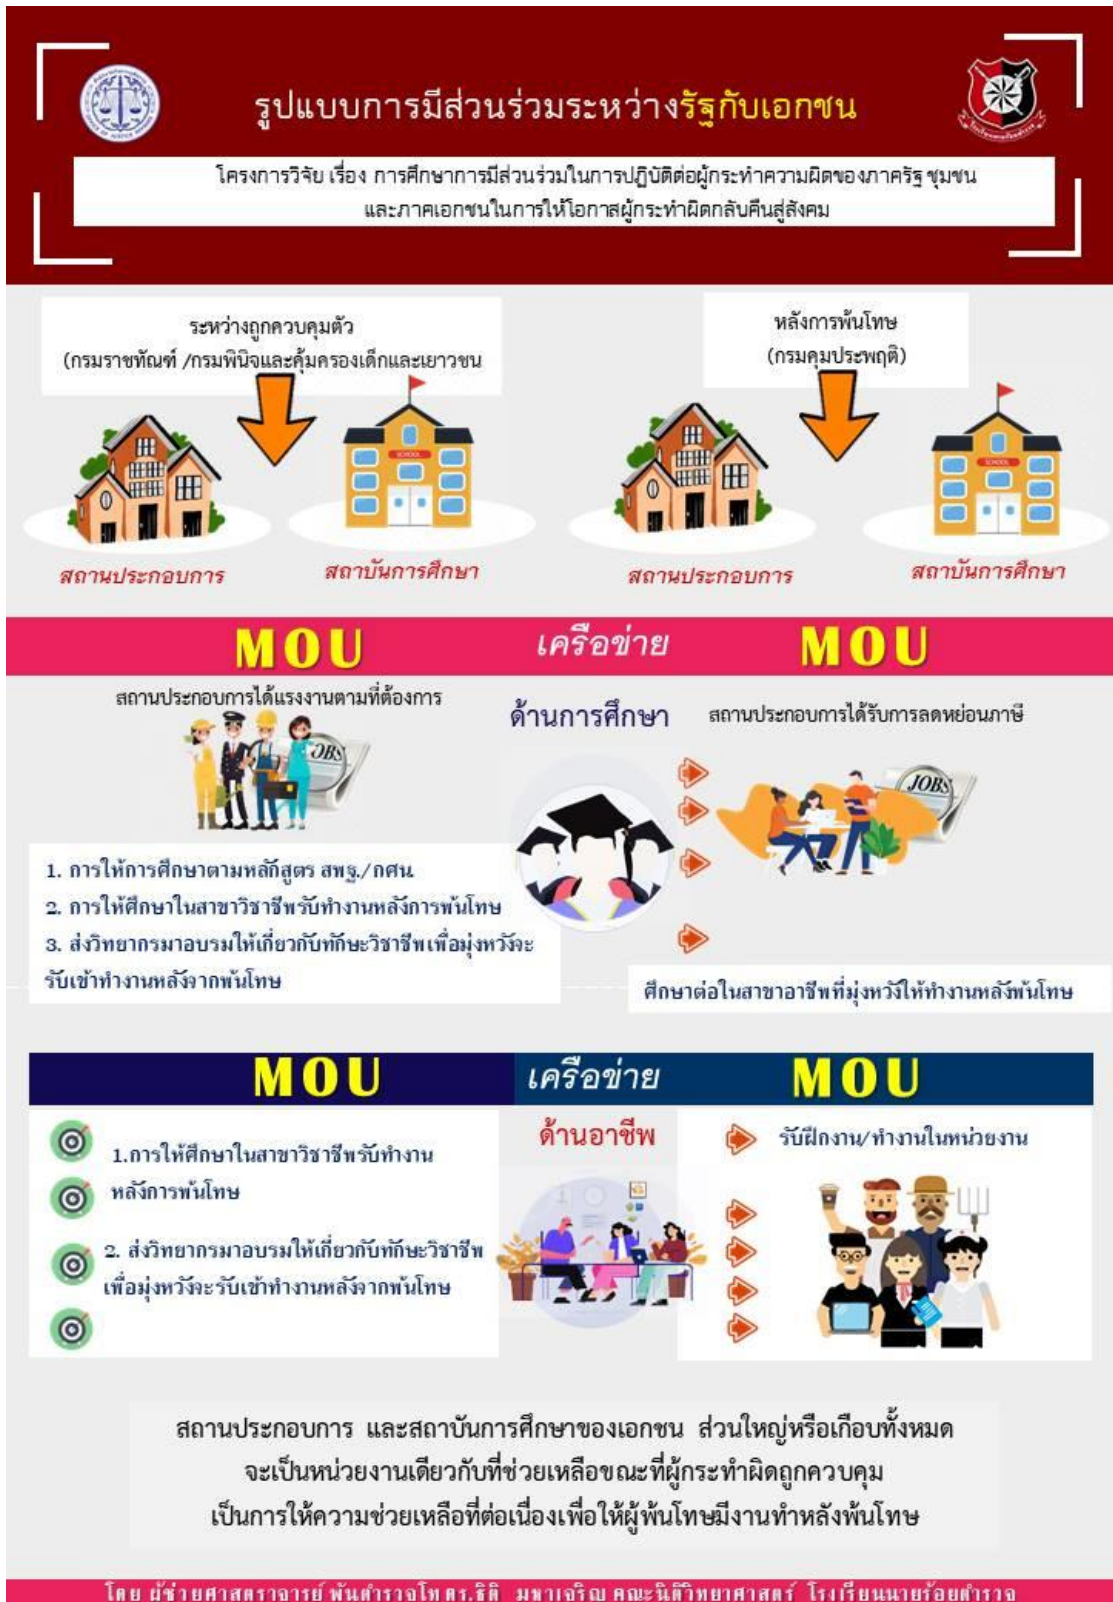 รูปแบบการมีส่วนร่วมระหว่างรัฐกับเอกชน
โครงการวิจัย เรื่อง การศึกษาการมีส่วนร่วมในการปฏิบัติต่อผู้กระทำความผิดของภาครัฐ ชุมชน
และภาคเอกชนในการให้โอกาสผู้กระทำผิดกลับคืนสู่สังคม
ระหว่างถูกควบคุมตัว
(กรมราชทัณฑ์ /กรมพินิจและคุ้มครองเด็กและเยาวชน
หลังการพ้นโทษ
(กรมคุมประพฤติ)
SCHOOL
SCHOOL
สถานประกอบการ
สถาบันการศึกษา
สถานประกอบการ
สถาบันการศึกษา
MOU
เครือข่าย
MOU
สถานประกอบการได้แรงงานตามที่ต้องการ
ด้านการศึกษา
สถานประกอบการได้รับการลดหย่อนภาษี
JOBS
JOBS
1. การให้การศึกษาตามหลักสูตร สพฐ./กศน.
2. การให้ศึกษาในสาขาวิชาชีพรับทำงานหลังการพ้นโทษ
3. ส่งวิทยากรมาอบรมให้เกี่ยวกับทักษะวิชาชีพเพื่อมุ่งหวังจะ
รับเข้าทำงานหลังจากพ้นโทษ
ศึกษาต่อในสาขาอาชีพที่มุ่งหวังให้ทำงานหลังพ้นโทษ
MOU
เครือข่าย
MOU
ด้านอาชีพ
1.การให้ศึกษาในสาขาวิชาชีพรับทำงาน
หลังการพ้นโทษ
2. ส่งวิทยากรมาอบรมให้เกี่ยวกับทักษะวิชาชีพ
เพื่อมุ่งหวังจะรับเข้าทำงานหลังจากพ้นโทษ
รับฝึกงาน/ทำงานในหน่วยงาน
สถานประกอบการ และสถาบันการศึกษาของเอกชน ส่วนใหญ่หรือเกือบทั้งหมด
จะเป็นหน่วยงานเดียวกับที่ช่วยเหลือขณะที่ผู้กระทำผิดถูกควบคุม
เป็นการให้ความช่วยเหลือที่ต่อเนื่องเพื่อให้ผู้พ้นโทษมีงานทำหลังพ้นโทษ
โดย ผู้ช่วยศาสตราจารย์ พันตำรวจโท ดร.ธิติ มหาเจริญ คณะนิติวิทยาศาสตร์ โรงเรียนนายร้อยตำรวจ